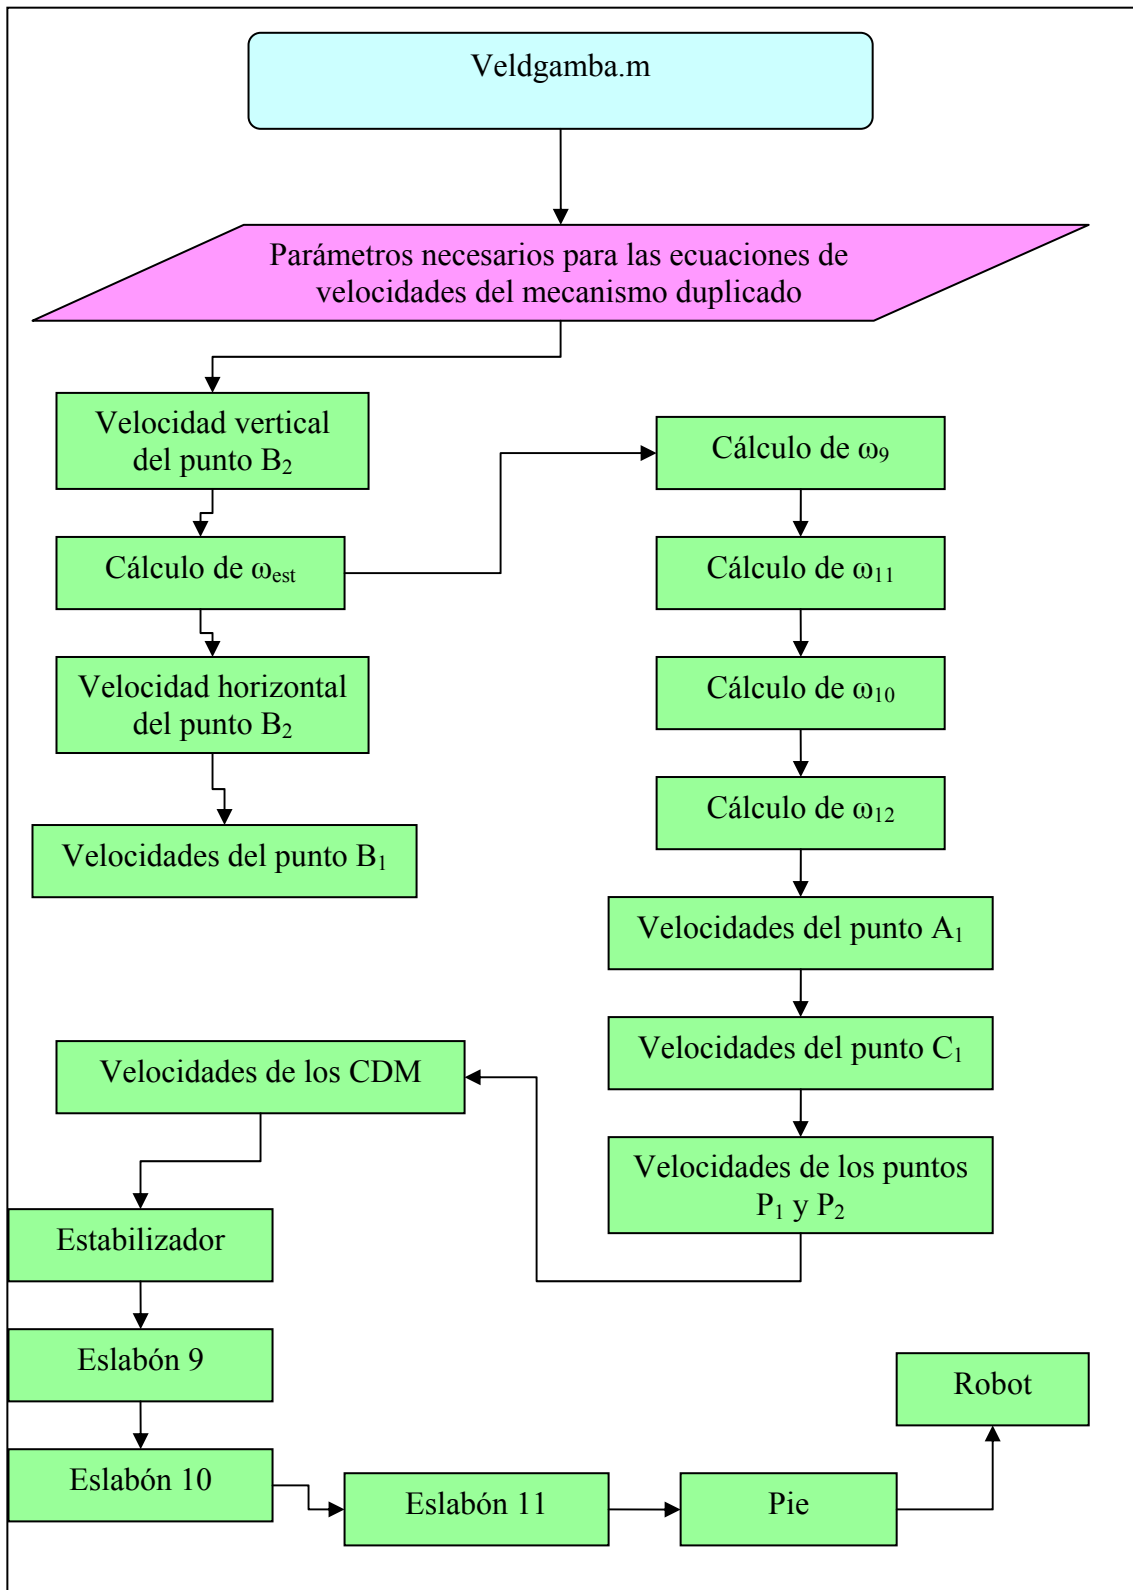 Veldgamba.m
Parámetros necesarios para las ecuaciones de
velocidades del mecanismo duplicado
Velocidad vertical
del punto B₂
Cálculo de ωest
Velocidad horizontal
del punto B₂
Velocidades del punto B₁
Cálculo de ω₉
Cálculo de ω₁₁
Cálculo de ω₁₀
Cálculo de ω₁₂
Velocidades del punto A₁
Velocidades del punto C₁
Velocidades de los puntos
P₁ y P₂
Velocidades de los CDM
Estabilizador
Eslabón 9
Eslabón 10
Eslabón 11
Pie
Robot